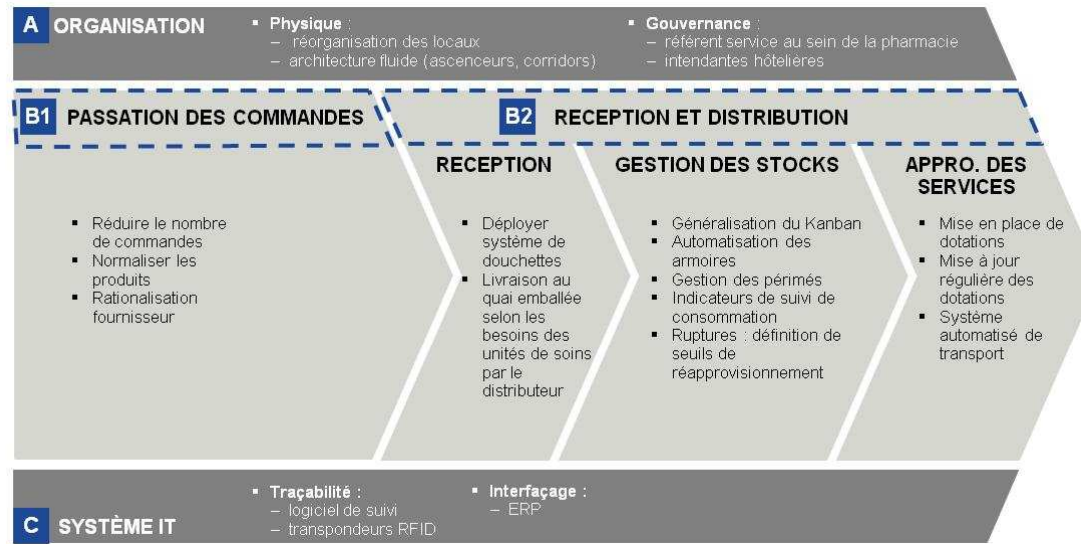 A ORGANISATION
▪ Physique :
– réorganisation des locaux
– architecture fluide (ascenceurs, corridors)
▪ Gouvernance :
– référent service au sein de la pharmacie
– intendantes hôtelières
B1 PASSATION DES COMMANDES
B2 RECEPTION ET DISTRIBUTION
▪ Réduire le nombre
de commandes
▪ Normaliser les
produits
▪ Rationalisation
fournisseur
RECEPTION
▪ Déployer
système de
douchettes
▪ Livraison au
quai emballée
selon les
besoins des
unités de soins
par le
distributeur
GESTION DES STOCKS
▪ Généralisation du Kanban
▪ Automatisation des
armoires
▪ Gestion des périmés
▪ Indicateurs de suivi de
consommation
▪ Ruptures : définition de
seuils de
réapprovisionnement
APPRO. DES
SERVICES
▪ Mise en place de
dotations
▪ Mise à jour
régulière des
dotations
▪ Système
automatisé de
transport
C SYSTÈME IT
▪ Traçabilité :
– logiciel de suivi
– transpondeurs RFID
▪ Interfaçage :
– ERP